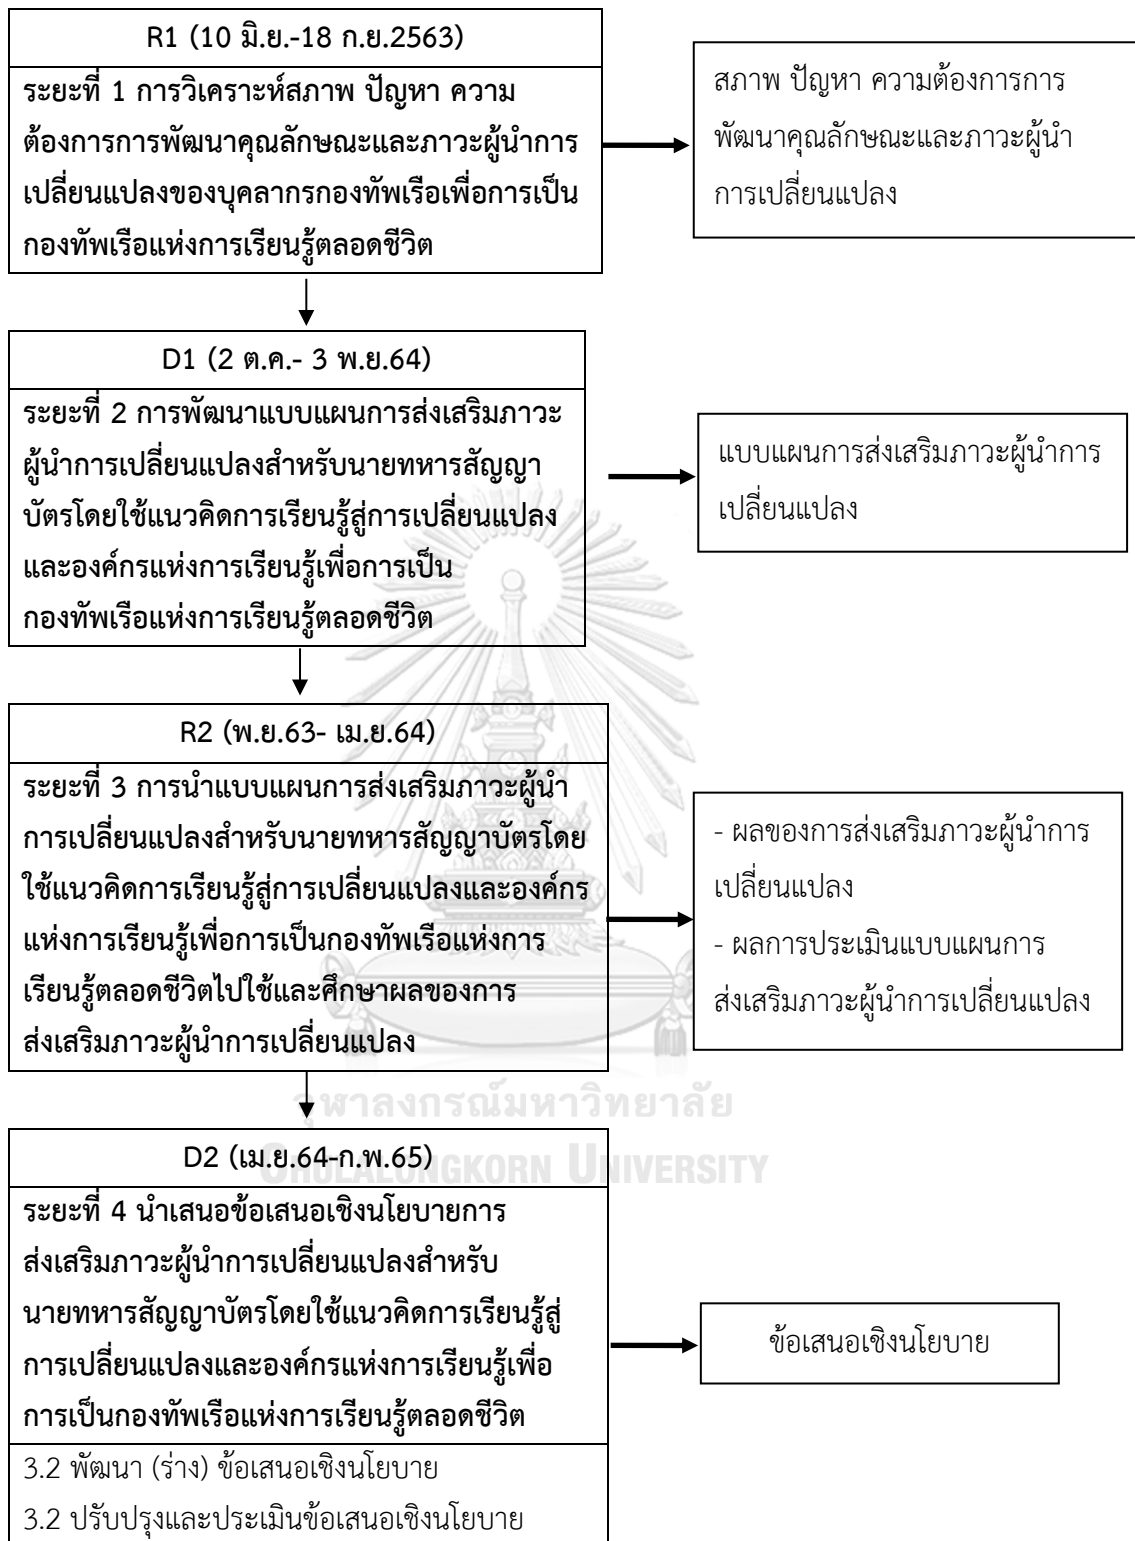 R1 (10 มิ.ย.-18 ก.ย.2563)
ระยะที่ 1 การวิเคราะห์สภาพ ปัญหา ความ
ต้องการการพัฒนาคุณลักษณะและภาวะผู้นำการ
เปลี่ยนแปลงของบุคลากรกองทัพเรือเพื่อการเป็น
กองทัพเรือแห่งการเรียนรู้ตลอดชีวิต
สภาพ ปัญหา ความต้องการการ
พัฒนาคุณลักษณะและภาวะผู้นำ
การเปลี่ยนแปลง
D1 (2 ต.ค.- 3 พ.ย.64)
ระยะที่ 2 การพัฒนาแบบแผนการส่งเสริมภาวะ
ผู้นำการเปลี่ยนแปลงสำหรับนายทหารสัญญา
บัตรโดยใช้แนวคิดการเรียนรู้สู่การเปลี่ยนแปลง
และองค์กรแห่งการเรียนรู้เพื่อการเป็น
กองทัพเรือแห่งการเรียนรู้ตลอดชีวิต
แบบแผนการส่งเสริมภาวะผู้นำการ
เปลี่ยนแปลง
R2 (พ.ย.63- เม.ย.64)
ระยะที่ 3 การนำแบบแผนการส่งเสริมภาวะผู้นำ
การเปลี่ยนแปลงสำหรับนายทหารสัญญาบัตรโดย
ใช้แนวคิดการเรียนรู้สู่การเปลี่ยนแปลงและองค์กร
แห่งการเรียนรู้เพื่อการเป็นกองทัพเรือแห่งการ
เรียนรู้ตลอดชีวิตไปใช้และศึกษาผลของการ
ส่งเสริมภาวะผู้นำการเปลี่ยนแปลง
- ผลของการส่งเสริมภาวะผู้นำการ
เปลี่ยนแปลง
- ผลการประเมินแบบแผนการ
ส่งเสริมภาวะผู้นำการเปลี่ยนแปลง
จุฬาลงกรณ์มหาวิทยาลัย
CHULALONGKORN UNIVERSITY
D2 (เม.ย.64-ก.พ.65)
ระยะที่ 4 นำเสนอข้อเสนอเชิงนโยบายการ
ส่งเสริมภาวะผู้นำการเปลี่ยนแปลงสำหรับ
นายทหารสัญญาบัตรโดยใช้แนวคิดการเรียนรู้สู่
การเปลี่ยนแปลงและองค์กรแห่งการเรียนรู้เพื่อ
การเป็นกองทัพเรือแห่งการเรียนรู้ตลอดชีวิต
3.2 พัฒนา (ร่าง) ข้อเสนอเชิงนโยบาย
3.2 ปรับปรุงและประเมินข้อเสนอเชิงนโยบาย
ข้อเสนอเชิงนโยบาย